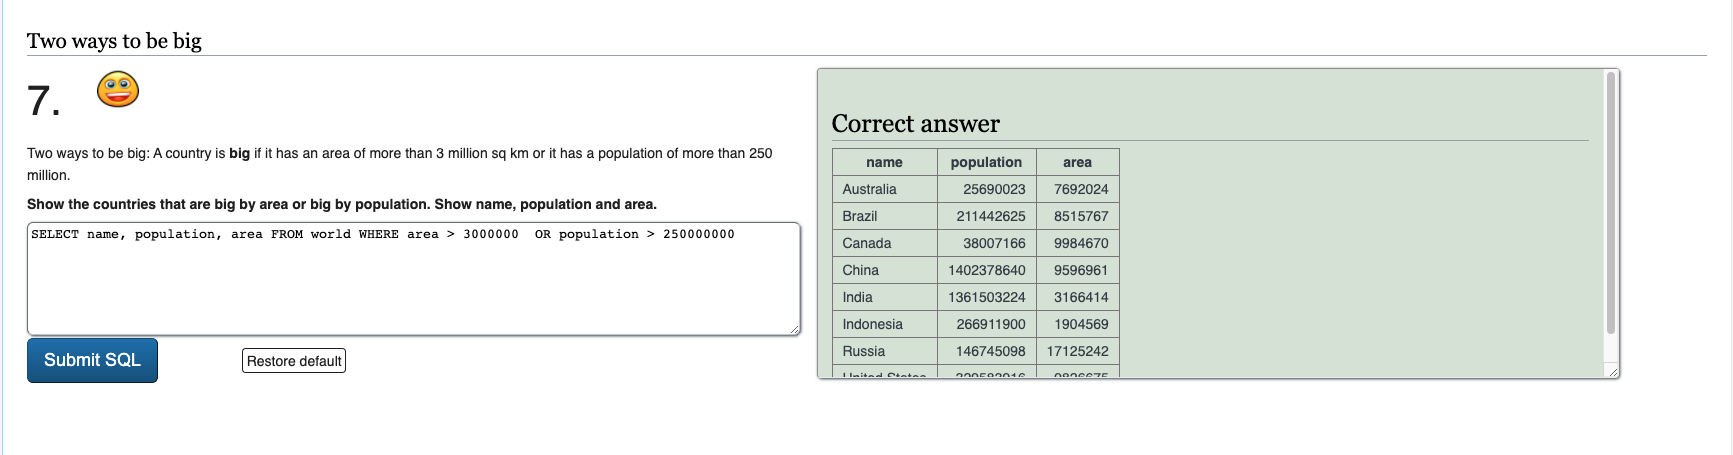 Two ways to be big
7.
Two ways to be big: A country is big if it has an area of more than 3 million sq km or it has a population of more than 250
million.
Show the countries that are big by area or big by population. Show name, population and area.
SELECT name, population, area FROM world WHERE area > 3000000  OR population > 250000000
Submit SQL
Restore default
Correct answer
name population area
Australia 25690023 7692024
Brazil 211442625 8515767
Canada 38007166 9984670
China 1402378640 9596961
India 1361503224 3166414
Indonesia 266911900 1904569
Russia 146745098 17125242
United States